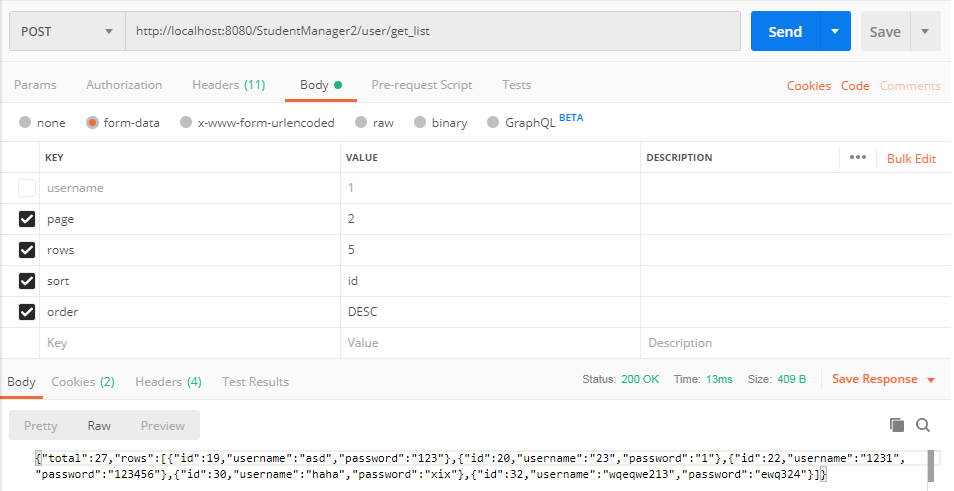 POST http://localhost:8080/StudentManager2/user/get_list Send Save
Params Authorization Headers (11) Body Pre-request Script Tests Cookies Code Comments
none form-data x-www-form-urlencoded raw binary GraphQL BETA
KEY VALUE DESCRIPTION ••• Bulk Edit
username 1
page 2
rows 5
sort id
order DESC
Key Value Description
Body Cookies (2) Headers (4) Test Results Status: 200 OK Time: 13ms Size: 409 B Save Response
Pretty Raw Preview
{"total":27,"rows":[{"id":19,"username":"asd","password":"123"},{"id":20,"username":"23","password":"1"},{"id":22,"username":"1231",
"password":"123456"},{"id":30,"username":"haha","password":"xix"},{"id":32,"username":"wqeqwe213","password":"ewq324"}]}